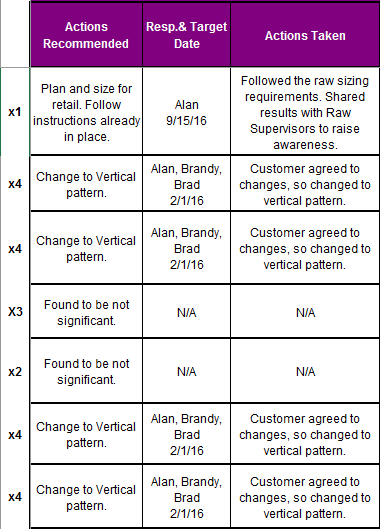 Actions Recommended
Resp.& Target Date
Actions Taken
x1
Plan and size for
retail. Follow
instructions already
in place.
Alan
9/15/16
Followed the raw sizing
requirements. Shared
results with Raw
Supervisors to raise
awareness.
x4
Change to Vertical
pattern.
Alan, Brandy,
Brad
2/1/16
Customer agreed to
changes, so changed to
vertical pattern.
x4
Change to Vertical
pattern.
Alan, Brandy,
Brad
2/1/16
Customer agreed to
changes, so changed to
vertical pattern.
X3
Found to be not
significant.
N/A
N/A
x2
Found to be not
significant.
N/A
N/A
x4
Change to Vertical
pattern.
Alan, Brandy,
Brad
2/1/16
Customer agreed to
changes, so changed to
vertical pattern.
x4
Change to Vertical
pattern.
Alan, Brandy,
Brad
2/1/16
Customer agreed to
changes, so changed to
vertical pattern.